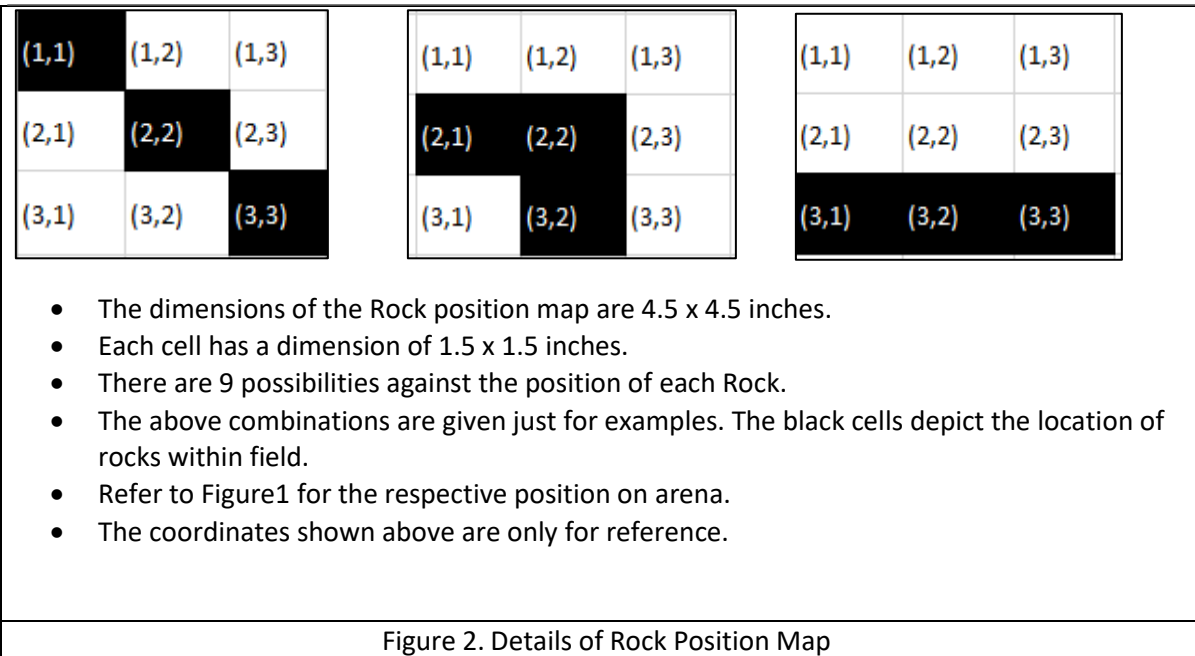 (1,1) (1,2) (1,3) (1,1) (1,2) (1,3) (1,1) (1,2) (1,3)
(2,1) (2,2) (2,3) (2,1) (2,2) (2,3) (2,1) (2,2) (2,3)
(3,1) (3,2) (3,3) (3,1) (3,2) (3,3) (3,1) (3,2) (3,3)
• The dimensions of the Rock position map are 4.5 x 4.5 inches.
• Each cell has a dimension of 1.5 x 1.5 inches.
• There are 9 possibilities against the position of each Rock.
• The above combinations are given just for examples. The black cells depict the location of
rocks within field.
• Refer to Figure1 for the respective position on arena.
• The coordinates shown above are only for reference.
Figure 2. Details of Rock Position Map